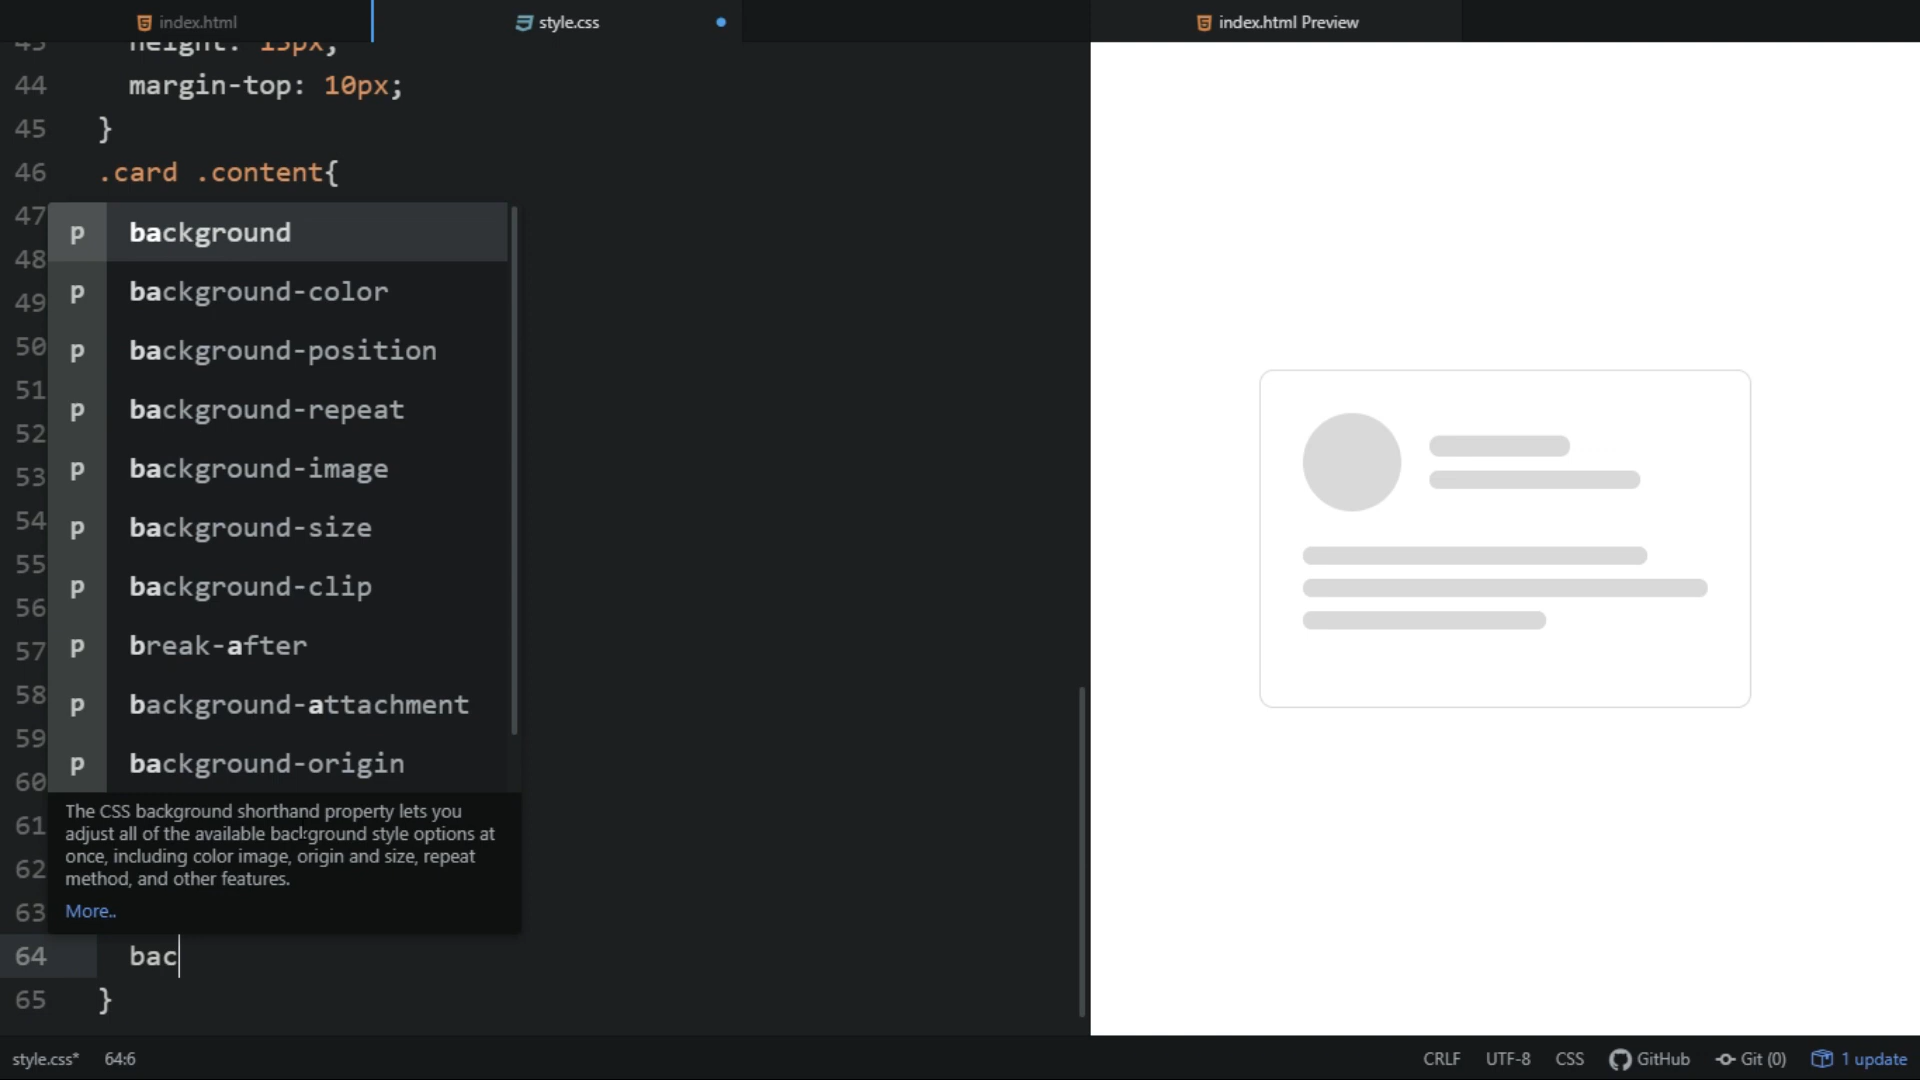 index.html
style.css
index.html Preview
43 height: 15px;
44 margin-top: 10px;
45 }
46 .card .content{
47
48
49
50
51
52
53
54
55
56
57
58
59
60
61
62
63
p background
p background-color
p background-position
p background-repeat
p background-image
p background-size
p background-clip
p break-after
p background-attachment
p background-origin
The CSS background shorthand property lets you
adjust all of the available background style options at
once, including color image, origin and size, repeat
method, and other features.
More..
64 bac
65 }
style.css* 64:6
CRLF UTF-8 CSS GitHub Git (0) 1 update